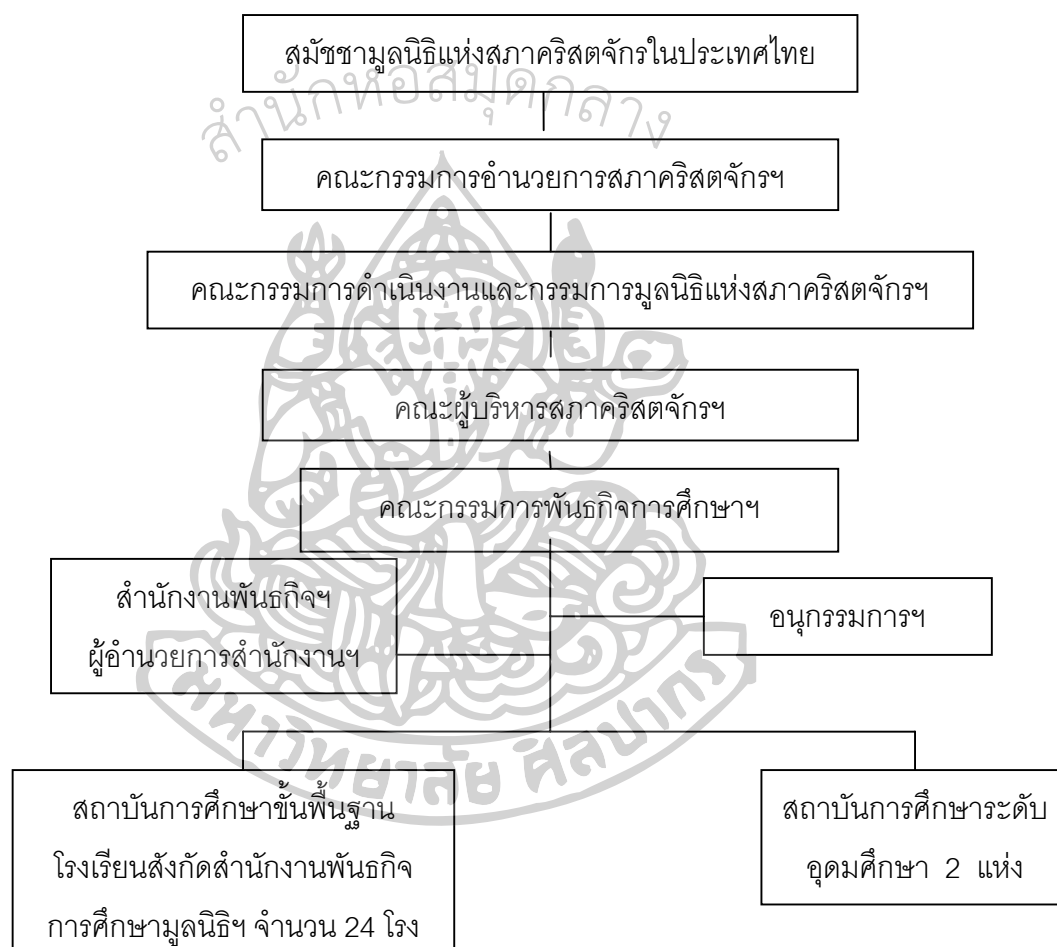 สมัชชามูลนิธิแห่งสภาคริสตจักรในประเทศไทย
สำนักหอสมุดกลาง
คณะกรรมการอำนวยการสภาคริสตจักรฯ
คณะกรรมการดำเนินงานและกรรมการมูลนิธิแห่งสภาคริสตจักรฯ
คณะผู้บริหารสภาคริสตจักรฯ
คณะกรรมการพันธกิจการศึกษาฯ
สำนักงานพันธกิจฯ
ผู้อำนวยการสำนักงานฯ
อนุกรรมการฯ
มหาวิทยาลัย ศิลปากร
สถาบันการศึกษาขั้นพื้นฐาน
โรงเรียนสังกัดสำนักงานพันธกิจ
การศึกษามูลนิธิฯ จำนวน 24 โรง
สถาบันการศึกษาระดับ
อุดมศึกษา 2 แห่ง